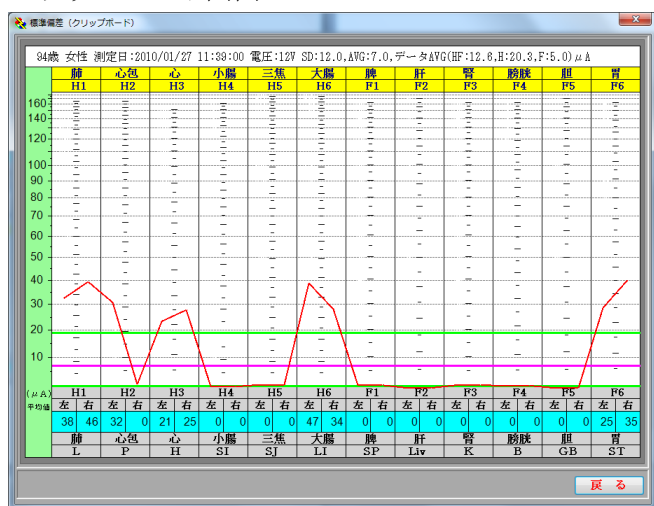 標準偏差（クリップボード）
94歳 女性 測定日:2010/01/27 11:39:00 電圧:12V SD:12.0,AVG:7.0,データAVG(HF:12.6,H:20.3,F:5.0)μA
肺 心包 心 小腸 三焦 大腸 脾 肝 腎 膀胱 胆 胃
H1 H2 H3 H4 H5 H6 F1 F2 F3 F4 F5 F6
160
140
120
100
90
80
70
60
50
40
30
20
10
(μA) H1 H2 H3 H4 H5 H6 F1 F2 F3 F4 F5 F6
平均値 左 右 左 右 左 右 左 右 左 右 左 右 左 右 左 右 左 右 左 右 左 右 左 右
38 46 32 0 21 25 0 0 0 0 47 34 0 0 0 0 0 0 0 0 0 0 25 35
肺 心包 心 小腸 三焦 大腸 脾 肝 腎 膀胱 胆 胃
L P H SI SJ LI SP Liv K B GB ST
戻 る